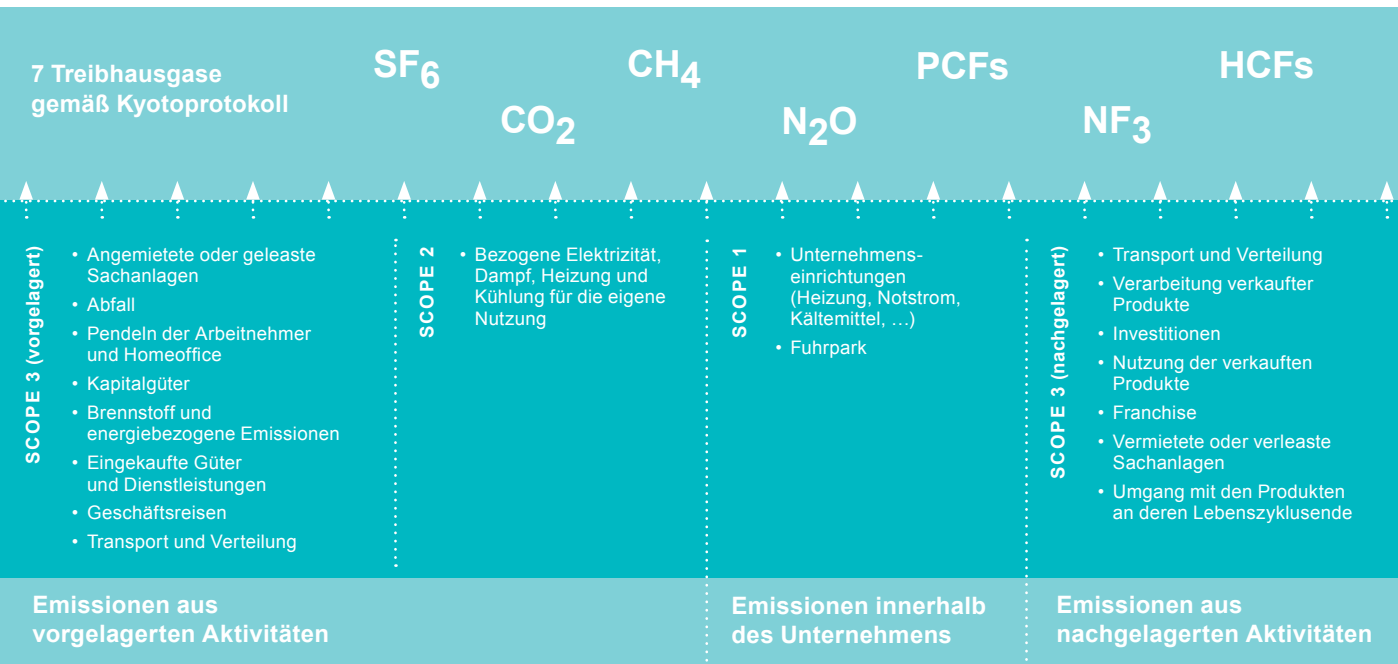 7 Treibhausgase
gemäß Kyotoprotokoll
SF6
CO2
CH4
N2O
PCFs
NF3
HCFs
SCOPE 3 (vorgelagert)
• Angemietete oder geleaste
Sachanlagen
• Abfall
• Pendeln der Arbeitnehmer
und Homeoffice
• Kapitalgüter
• Brennstoff und
energiebezogene Emissionen
• Eingekaufte Güter
und Dienstleistungen
• Geschäftsreisen
• Transport und Verteilung
SCOPE 2
• Bezogene Elektrizität,
Dampf, Heizung und
Kühlung für die eigene
Nutzung
SCOPE 1
• Unternehmens-
einrichtungen
(Heizung, Notstrom,
Kältemittel, …)
• Fuhrpark
SCOPE 3 (nachgelagert)
• Transport und Verteilung
• Verarbeitung verkaufter
Produkte
• Investitionen
• Nutzung der verkauften
Produkte
• Franchise
• Vermietete oder verleaste
Sachanlagen
• Umgang mit den Produkten
an deren Lebenszyklusende
Emissionen aus
vorgelagerten Aktivitäten
Emissionen innerhalb
des Unternehmens
Emissionen aus
nachgelagerten Aktivitäten